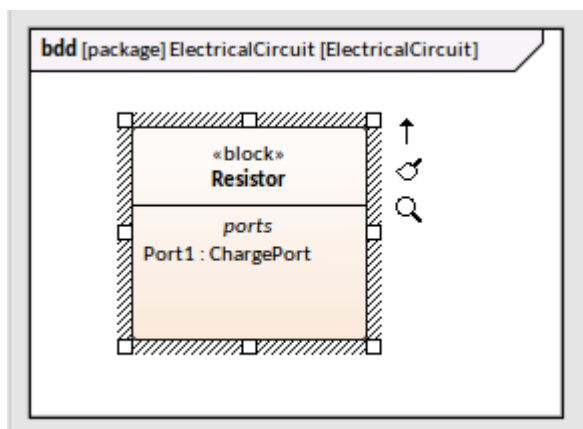 bdd [package] ElectricalCircuit [ElectricalCircuit]
«block»
Resistor
ports
Port1 : ChargePort